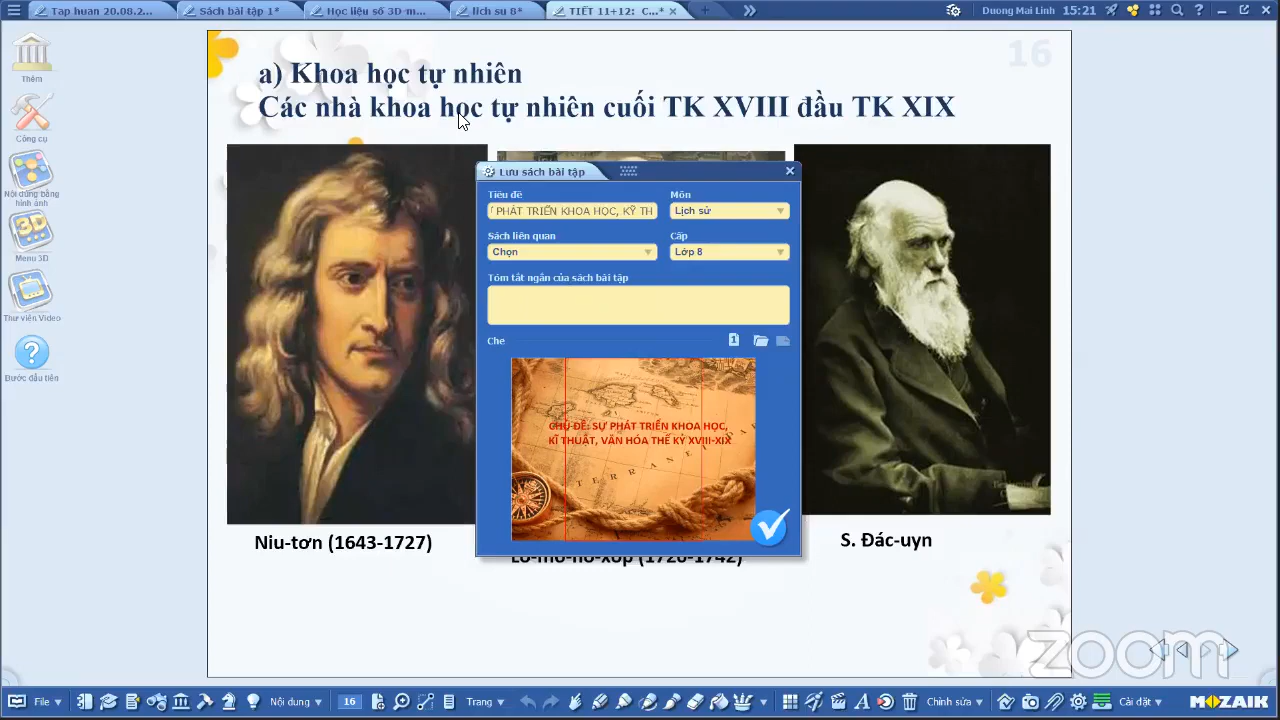 Tap huan 20.08.2...
Sách bài tập 1*
Học liệu số 3D-m...
lich su 8*
TIẾT 11+12: C...*
Duong Mai Linh
15:21
16
a) Khoa học tự nhiên
Các nhà khoa học tự nhiên cuối TK XVIII đầu TK XIX
Thêm
Công cụ
Nội dung bằng
hình ảnh
3D
Menu 3D
Thư viện Video
Bước đầu tiên
Lưu sách bài tập
Tiêu đề
Môn
PHÁT TRIỂN KHOA HỌC, KỸ TH
Lịch sử
Sách liên quan
Cấp
Chọn
Lớp 8
Tóm tắt ngắn của sách bài tập
Che
1
CHỦ ĐỀ: SỰ PHÁT TRIỂN KHOA HỌC,
KĨ THUẬT, VĂN HÓA THẾ KỶ XVIII-XIX
Niu-tơn (1643-1727)
S. Đác-uyn
zoom
File
Nội dung
16
Trang
Chỉnh sửa
Cài đặt
MOZAIK